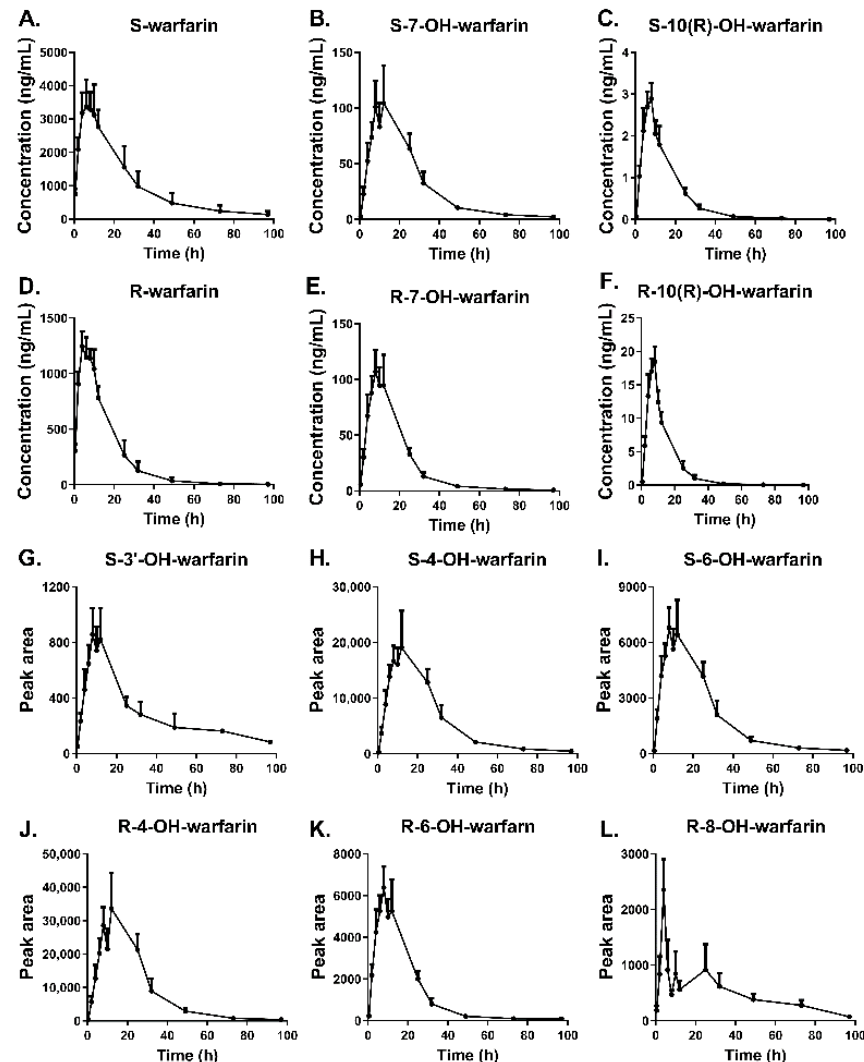 A.
S-warfarin
Concentration (ng/mL)
5000
4000
3000
2000
1000
0
0 20 40 60 80 100
Time (h)
B.
S-7-OH-warfarin
Concentration (ng/mL)
150
100
50
0
0 20 40 60 80 100
Time (h)
C.
S-10(R)-OH-warfarin
Concentration (ng/mL)
4
3
2
1
0
0 20 40 60 80 100
Time (h)
D.
R-warfarin
Concentration (ng/mL)
1500
1000
500
0
0 20 40 60 80 100
Time (h)
E.
R-7-OH-warfarin
Concentration (ng/mL)
150
100
50
0
0 20 40 60 80 100
Time (h)
F.
R-10(R)-OH-warfarin
Concentration (ng/mL)
25
20
15
10
5
0
0 20 40 60 80 100
Time (h)
G.
S-3'-OH-warfarin
Peak area
1200
800
400
0
0 20 40 60 80 100
Time (h)
H.
S-4-OH-warfarin
Peak area
30,000
20,000
10,000
0
0 20 40 60 80 100
Time (h)
I.
S-6-OH-warfarin
Peak area
9000
6000
3000
0
0 20 40 60 80 100
Time (h)
J.
R-4-OH-warfarin
Peak area
50,000
40,000
30,000
20,000
10,000
0
0 20 40 60 80 100
Time (h)
K.
R-6-OH-warfarn
Peak area
8000
6000
4000
2000
0
0 20 40 60 80 100
Time (h)
L.
R-8-OH-warfarin
Peak area
3000
2000
1000
0
0 20 40 60 80 100
Time (h)